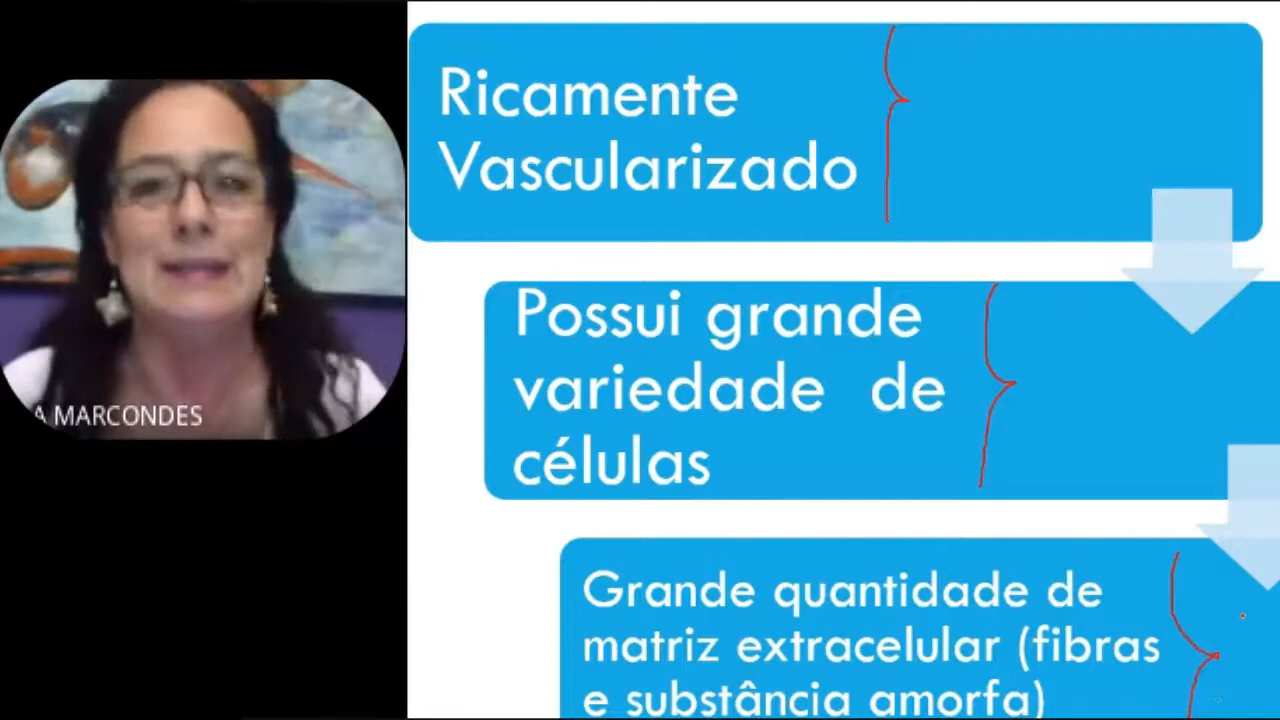 Ricamente
Vascularizado
Possui grande
variedade de
células
Grande quantidade de
matriz extracelular (fibras
e substância amorfa)
A MARCONDES